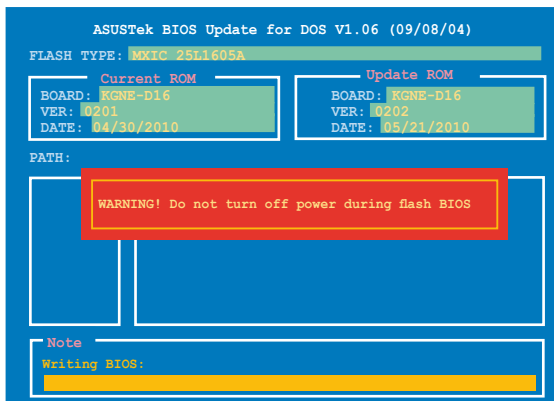 ASUSTek BIOS Update for DOS V1.06 (09/08/04)
FLASH TYPE: MXIC 25L1605A
Current ROM
BOARD: KGNE-D16
VER: 0201
DATE: 04/30/2010
Update ROM
BOARD: KGNE-D16
VER: 0202
DATE: 05/21/2010
PATH:
WARNING! Do not turn off power during flash BIOS
Note
Writing BIOS: